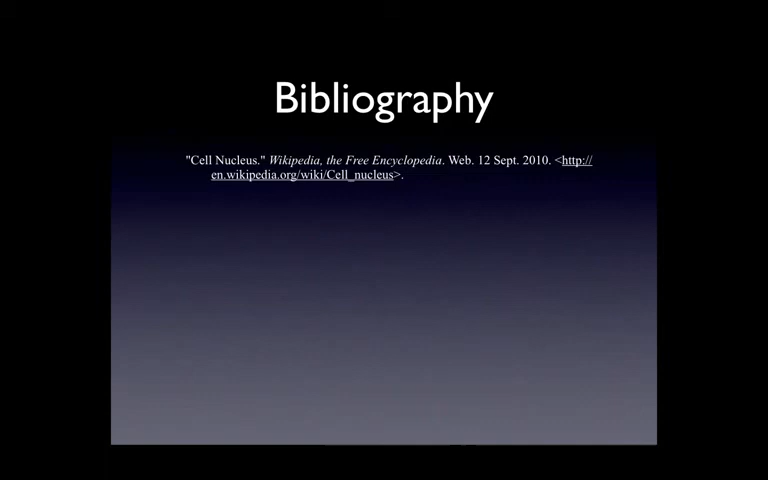 Bibliography
"Cell Nucleus." Wikipedia, the Free Encyclopedia. Web. 12 Sept. 2010. <http://
en.wikipedia.org/wiki/Cell_nucleus>.